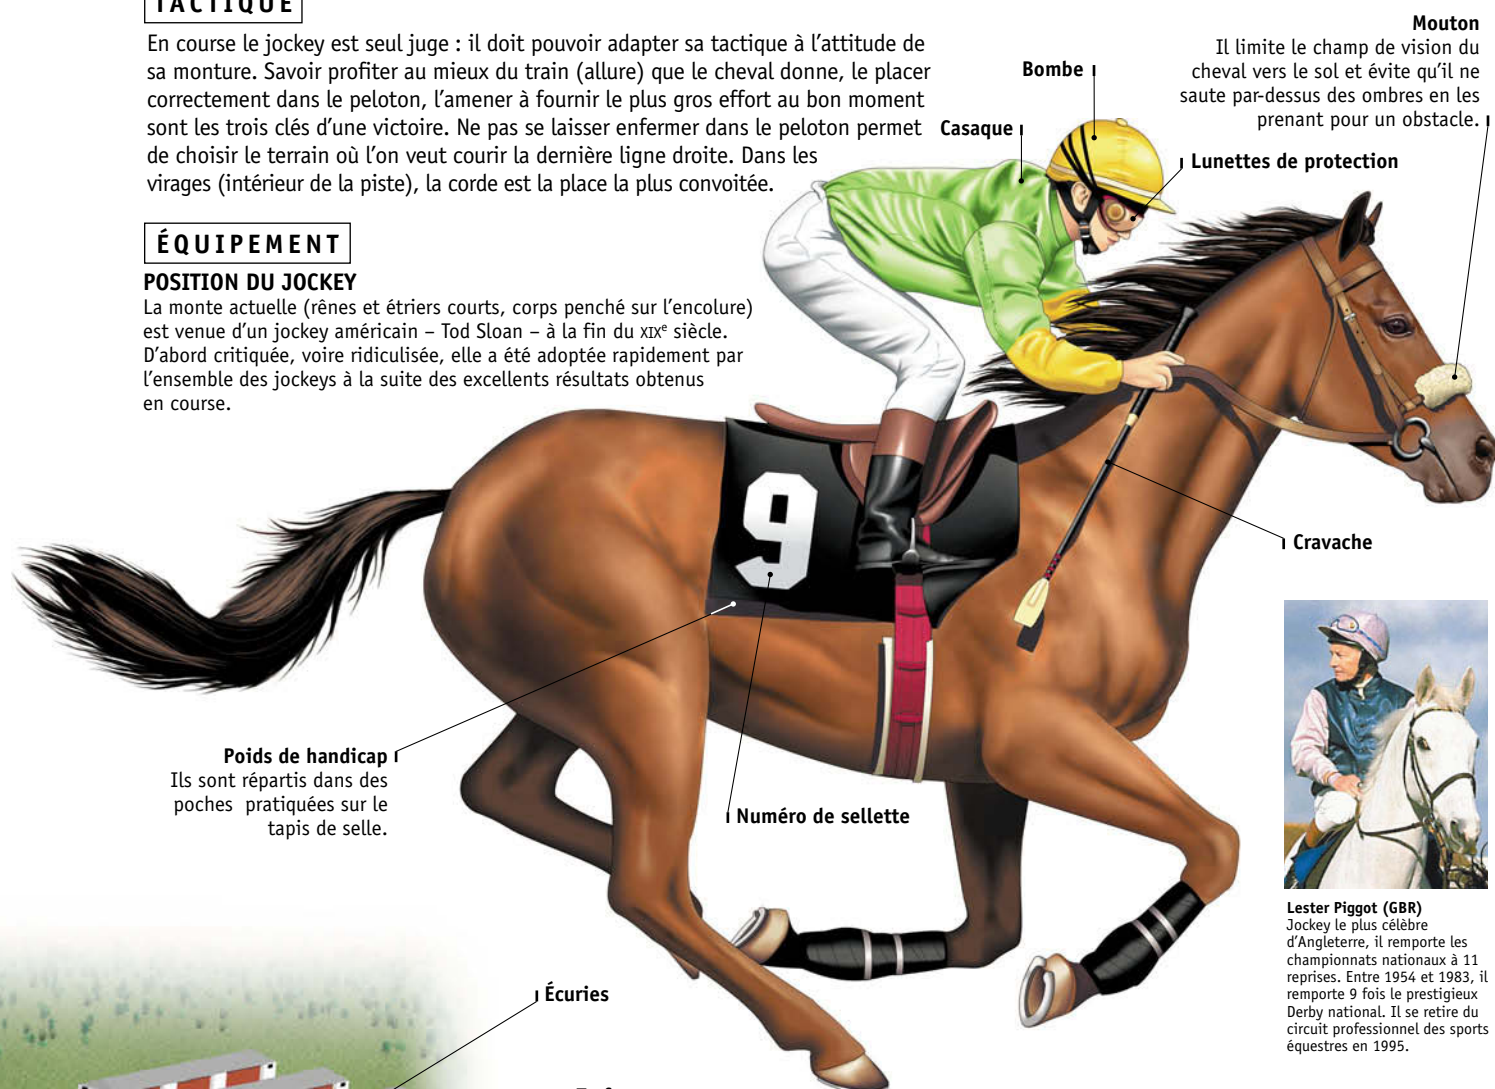 TACTIQUE
En course le jockey est seul juge : il doit pouvoir adapter sa tactique à l’attitude de
sa monture. Savoir profiter au mieux du train (allure) que le cheval donne, le placer
correctement dans le peloton, l’amener à fournir le plus gros effort au bon moment
sont les trois clés d’une victoire. Ne pas se laisser enfermer dans le peloton permet
de choisir le terrain où l’on veut courir la dernière ligne droite. Dans les
virages (intérieur de la piste), la corde est la place la plus convoitée.
ÉQUIPEMENT
POSITION DU JOCKEY
La monte actuelle (rênes et étriers courts, corps penché sur l’encolure)
est venue d’un jockey américain – Tod Sloan – à la fin du XIXe siècle.
D’abord critiquée, voire ridiculisée, elle a été adoptée rapidement par
l’ensemble des jockeys à la suite des excellents résultats obtenus
en course.
Bombe
Casaque
Mouton
Il limite le champ de vision du
cheval vers le sol et évite qu’il ne
saute par-dessus des ombres en les
prenant pour un obstacle.
Lunettes de protection
9
Cravache
Poids de handicap
Ils sont répartis dans des
poches pratiquées sur le
tapis de selle.
Numéro de sellette
Lester Piggot (GBR)
Jockey le plus célèbre
d’Angleterre, il remporte les
championnats nationaux à 11
reprises. Entre 1954 et 1983, il
remporte 9 fois le prestigieux
Derby national. Il se retire du
circuit professionnel des sports
équestres en 1995.
Écuries